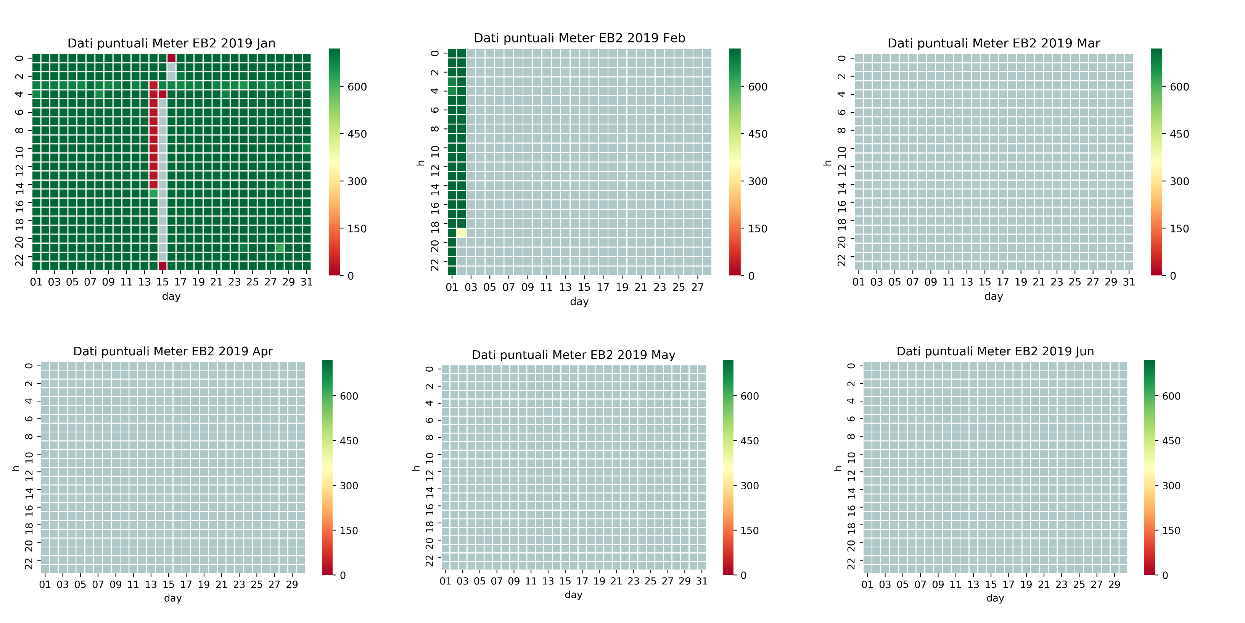 Dati puntuali Meter EB2 2019 Jan
0 2 4 6 8 10 12 14 16 18 20 22
01 03 05 07 09 11 13 15 17 19 21 23 25 27 29 31
day
600
450
300
150
0
Dati puntuali Meter EB2 2019 Feb
h
0 2 4 6 8 10 12 14 16 18 20 22
01 03 05 07 09 11 13 15 17 19 21 23 25 27
day
600
450
300
150
0
Dati puntuali Meter EB2 2019 Mar
h
0 2 4 6 8 10 12 14 16 18 20 22
01 03 05 07 09 11 13 15 17 19 21 23 25 27 29 31
day
600
450
300
150
0
Dati puntuali Meter EB2 2019 Apr
h
0 2 4 6 8 10 12 14 16 18 20 22
01 03 05 07 09 11 13 15 17 19 21 23 25 27 29
day
600
450
300
150
0
Dati puntuali Meter EB2 2019 May
h
0 2 4 6 8 10 12 14 16 18 20 22
01 03 05 07 09 11 13 15 17 19 21 23 25 27 29 31
day
600
450
300
150
0
Dati puntuali Meter EB2 2019 Jun
h
0 2 4 6 8 10 12 14 16 18 20 22
01 03 05 07 09 11 13 15 17 19 21 23 25 27 29
day
600
450
300
150
0